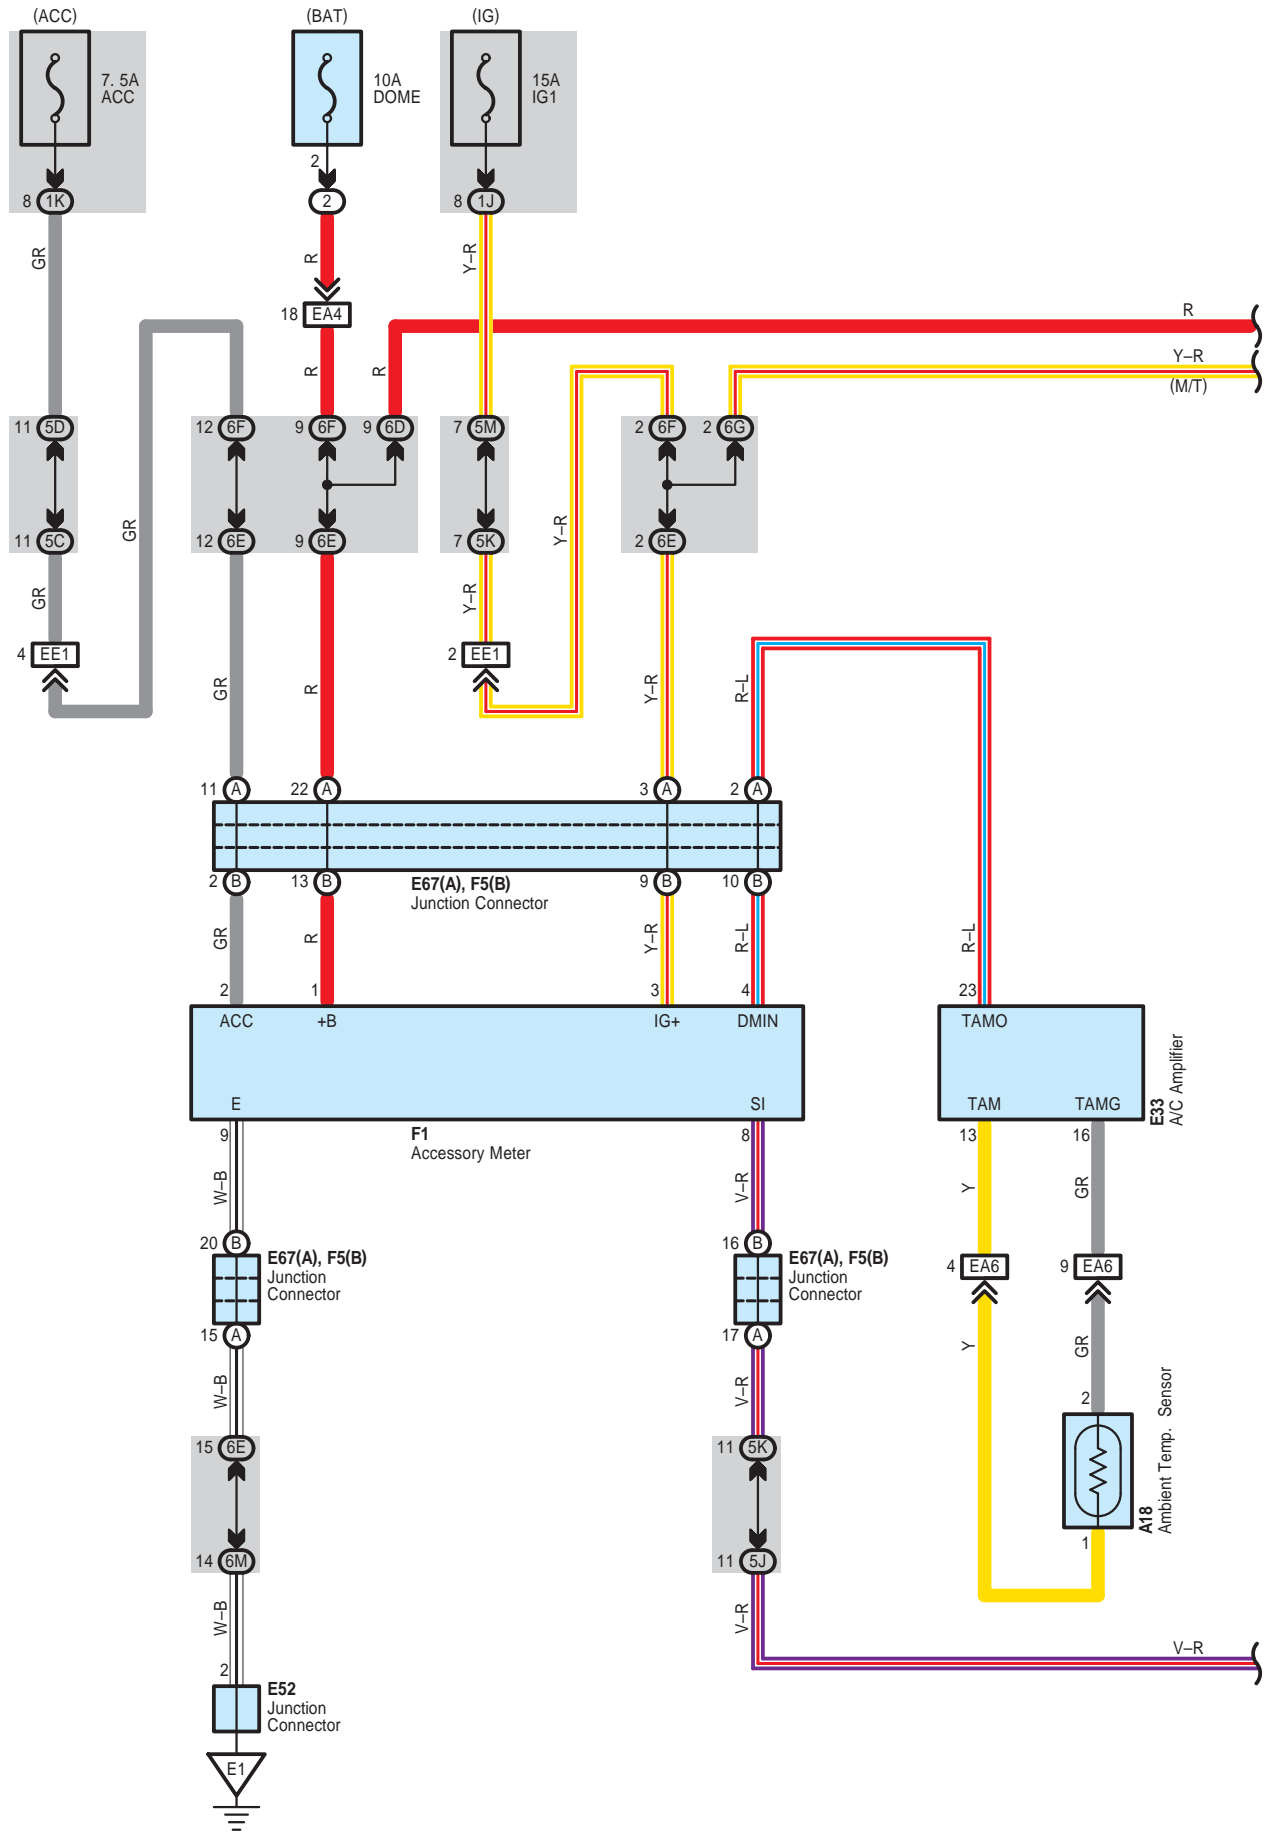 (ACC)
(BAT)
(IG)
7. 5A
ACC
10A
DOME
15A
IG1
2
8 1K
2
8 1J
GR
R
Y–R
18 EA4
R
Y–R
(M/T)
R
R
11 5D
12 6F
9 6F
9 6D
7 5M
2 6F
2 6G
GR
Y–R
11 5C
12 6E
9 6E
7 5K
2 6E
GR
Y–R
4 EE1
2 EE1
GR
R
Y–R
R–L
11 A
22 A
3 A
2 A
2 B
13 B
E67(A), F5(B)
Junction Connector
9 B
10 B
GR
R
Y–R
R–L
R–L
2
1
3
4
23
ACC
+B
IG+
DMIN
TAMO
E
SI
TAM
TAMG
E33
A/C Amplifier
9
F1
Accessory Meter
8
13
16
W–B
V–R
Y
GR
20 B
E67(A), F5(B)
Junction
Connector
16 B
E67(A), F5(B)
Junction
Connector
4 EA6
9 EA6
15 A
17 A
W–B
V–R
Y
GR
2
15 6E
11 5K
A18
Ambient Temp. Sensor
1
14 6M
11 5J
W–B
V–R
V–R
2
E52
Junction
Connector
E1